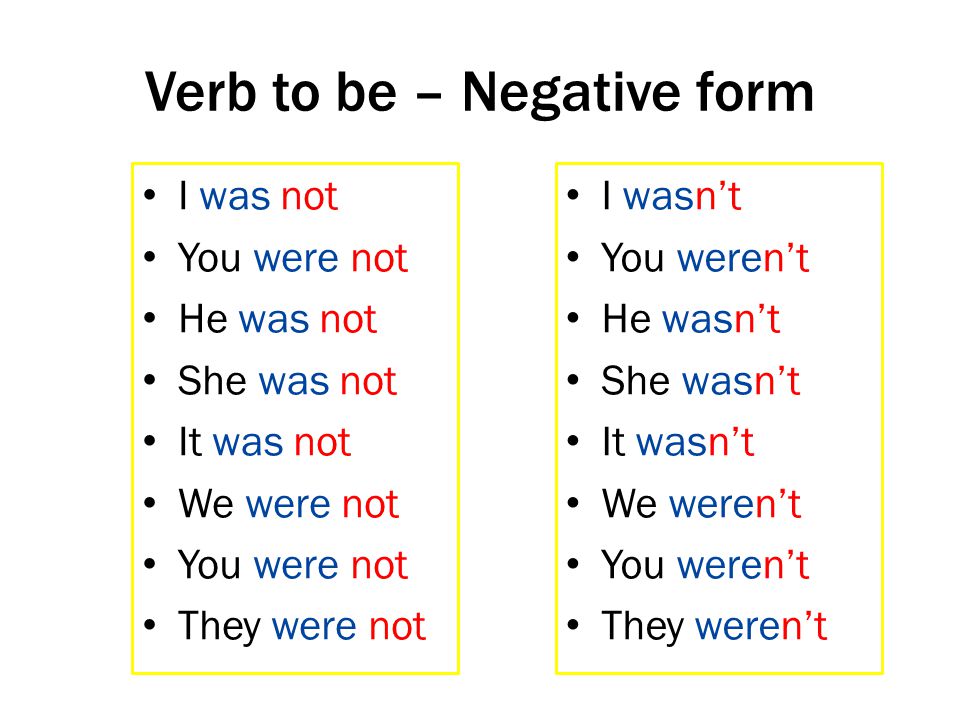 Verb to be – Negative form
• I was not
• You were not
• He was not
• She was not
• It was not
• We were not
• You were not
• They were not
• I wasn’t
• You weren’t
• He wasn’t
• She wasn’t
• It wasn’t
• We weren’t
• You weren’t
• They weren’t